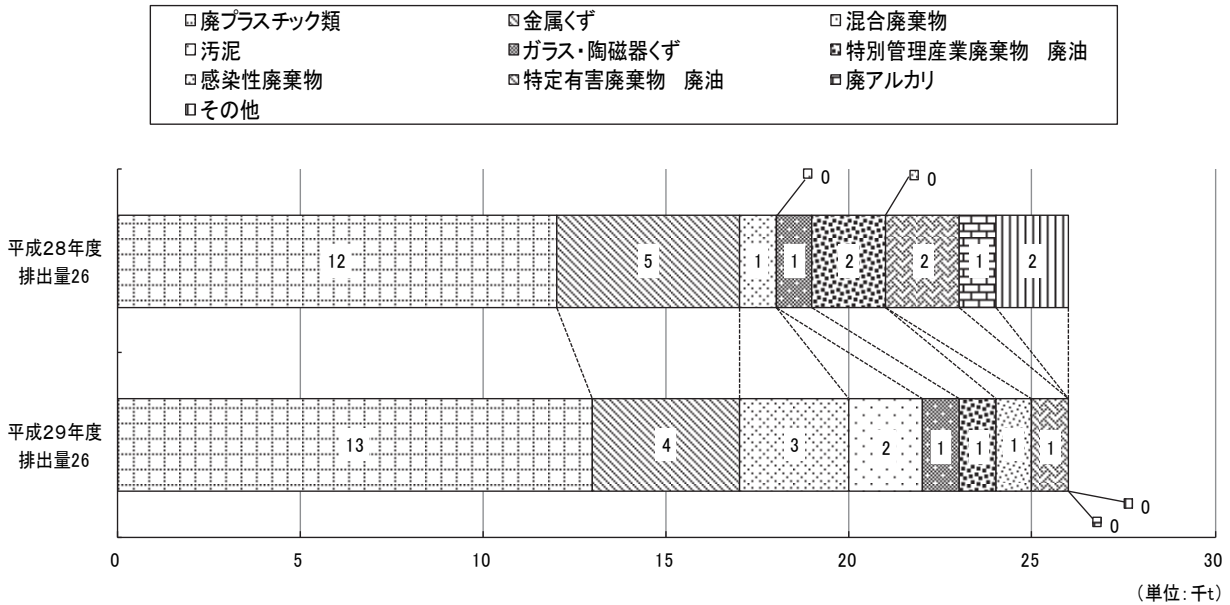 廃プラスチック類 金属くず 混合廃棄物
汚泥 ガラス・陶磁器くず 特別管理産業廃棄物 廃油
感染性廃棄物 特定有害廃棄物 廃油 廃アルカリ
その他
0 0
平成28年度
排出量26
12 5 1 1 2 2 1 2
平成29年度
排出量26
13 4 3 2 1 1 1 1
0
0
0 5 10 15 20 25 30
(単位:千t)